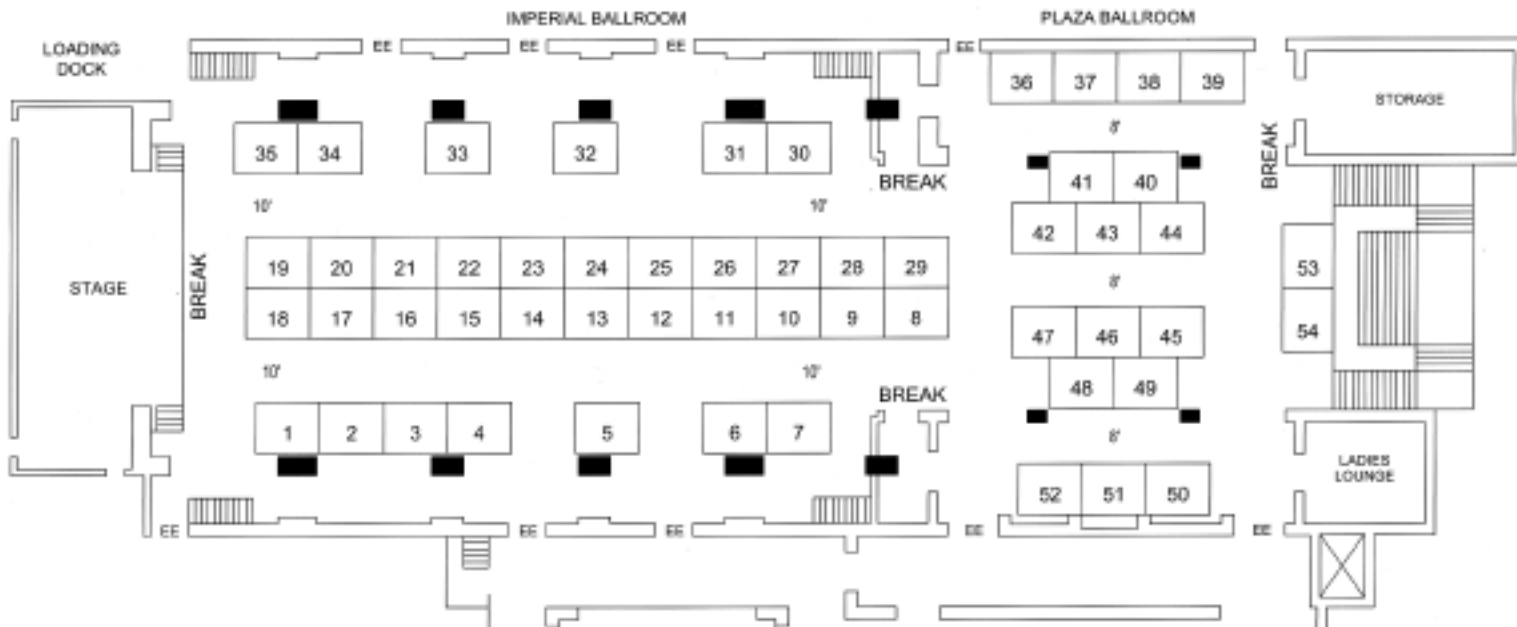 IMPERIAL BALLROOM
PLAZA BALLROOM
LOADING
DOCK
EE EE EE EE
36 37 38 39
STORAGE
8'
BREAK
35 34 33 32 31 30
BREAK
41 40
10' 10'
42 43 44
19 20 21 22 23 24 25 26 27 28 29
53
STAGE
BREAK
8'
18 17 16 15 14 13 12 11 10 9 8
47 46 45
54
10' 10'
BREAK
48 49
1 2 3 4 5 6 7
8'
LADIES
LOUNGE
52 51 50
EE EE EE EE EE